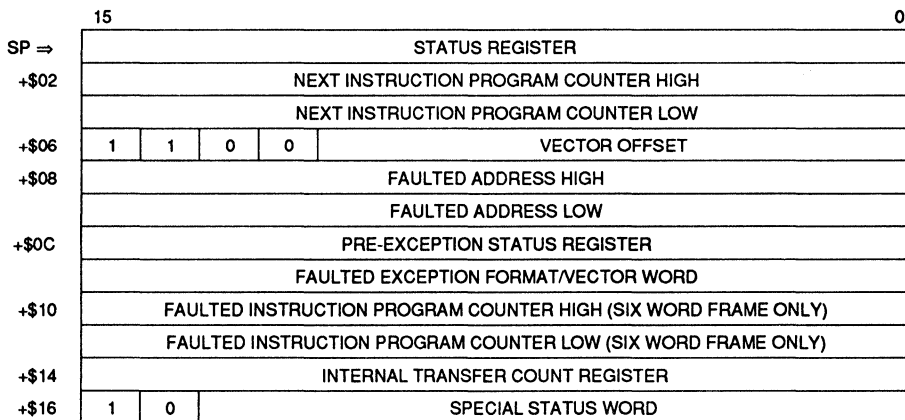 15 0
SP ⇒ STATUS REGISTER
+$02 NEXT INSTRUCTION PROGRAM COUNTER HIGH
NEXT INSTRUCTION PROGRAM COUNTER LOW
+$06 1 1 0 0 VECTOR OFFSET
+$08 FAULTED ADDRESS HIGH
FAULTED ADDRESS LOW
+$0C PRE-EXCEPTION STATUS REGISTER
FAULTED EXCEPTION FORMAT/VECTOR WORD
+$10 FAULTED INSTRUCTION PROGRAM COUNTER HIGH (SIX WORD FRAME ONLY)
FAULTED INSTRUCTION PROGRAM COUNTER LOW (SIX WORD FRAME ONLY)
+$14 INTERNAL TRANSFER COUNT REGISTER
+$16 1 0 SPECIAL STATUS WORD